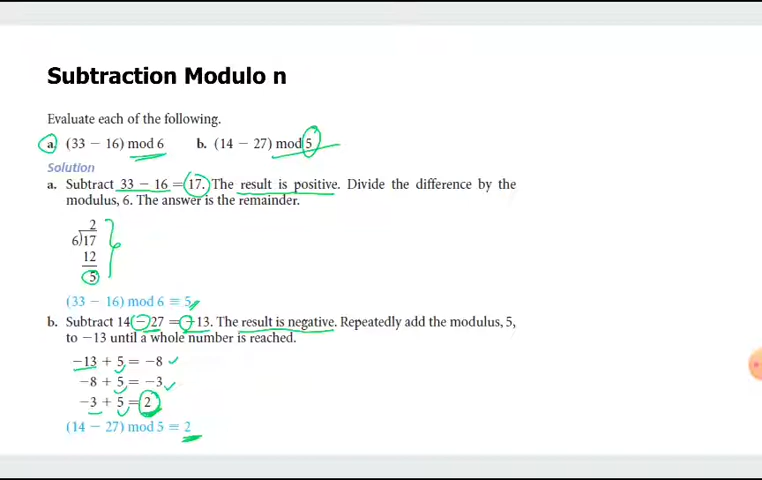 Subtraction Modulo n
Evaluate each of the following.
a. (33 − 16) mod 6 b. (14 − 27) mod 5
Solution
a. Subtract 33 − 16 = 17. The result is positive. Divide the difference by the
modulus, 6. The answer is the remainder.
2
6)17
12
5
(33 − 16) mod 6 ≡ 5
b. Subtract 14 − 27 = −13. The result is negative. Repeatedly add the modulus, 5,
to −13 until a whole number is reached.
−13 + 5 = −8
−8 + 5 = −3
−3 + 5 = 2
(14 − 27) mod 5 ≡ 2